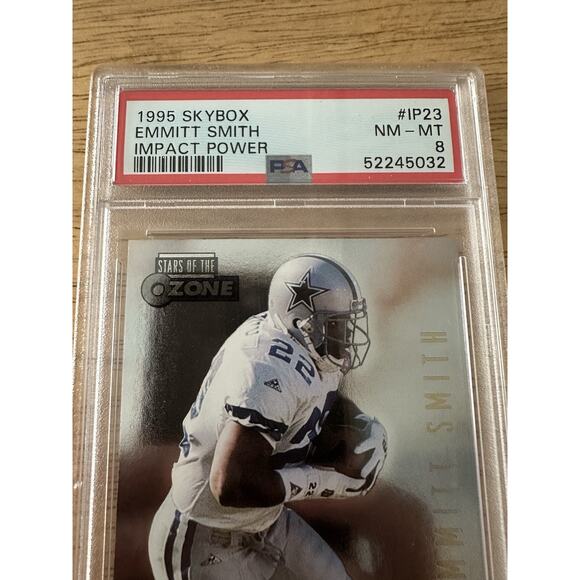 1995 SKYBOX #IP23
EMMITT SMITH NM – MT
IMPACT POWER 8
PSA 52245032
STARS OF THE
OZONE
22
22
EMMITT SMITH